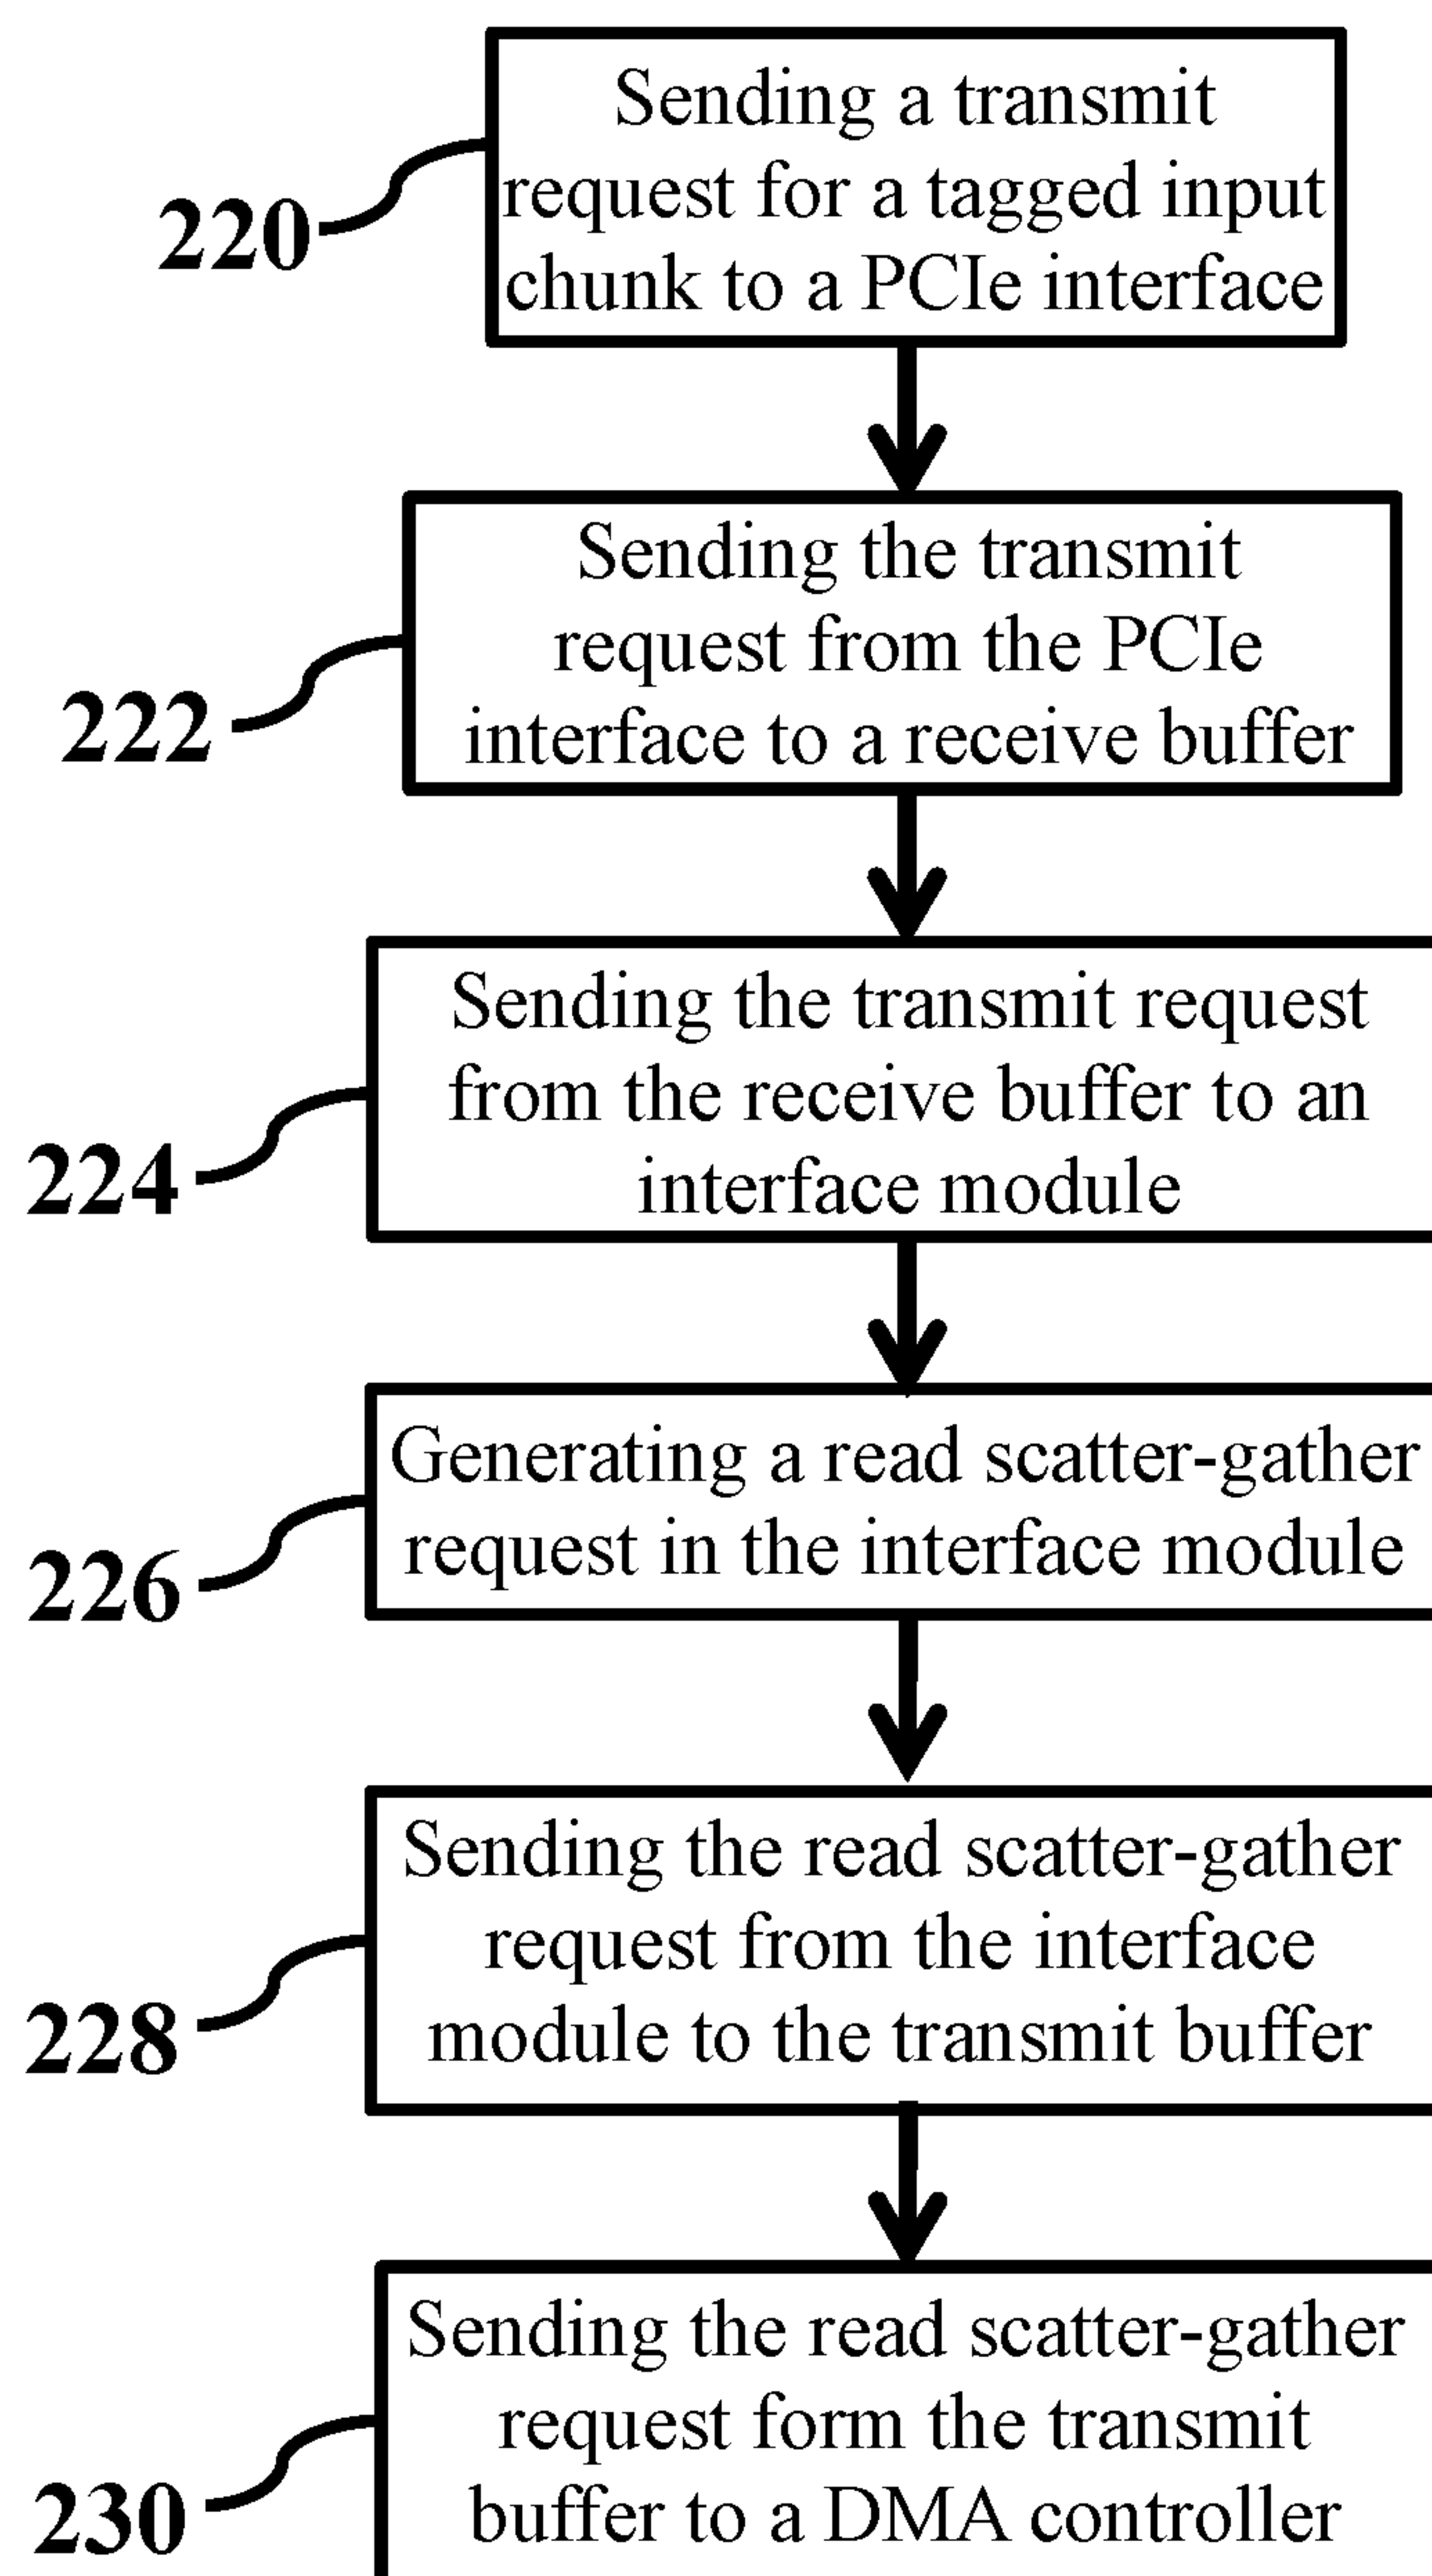 Sending a transmit
request for a tagged input
chunk to a PCIe interface
220
Sending the transmit
request from the PCIe
interface to a receive buffer
222
Sending the transmit request
from the receive buffer to an
interface module
224
Generating a read scatter-gather
request in the interface module
226
Sending the read scatter-gather
request from the interface
module to the transmit buffer
228
Sending the read scatter-gather
request form the transmit
buffer to a DMA controller
230